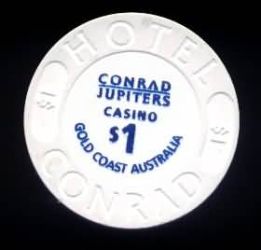 HOTEL
$1
$1
CONRAD
CONRAD
JUPITERS
CASINO
$1
GOLD COAST AUSTRALIA